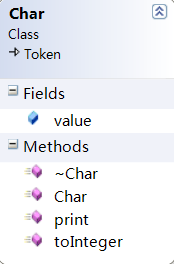 Char
Class
Token
Fields
value
Methods
~Char
Char
print
toInteger